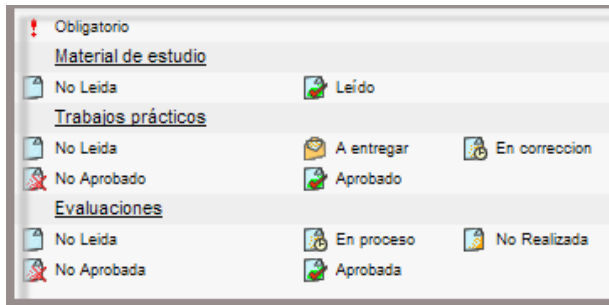 Obligatorio
Material de estudio
No Leida Leído
Trabajos prácticos
No Leida A entregar En correccion
No Aprobado Aprobado
Evaluaciones
No Leida En proceso No Realizada
No Aprobada Aprobada